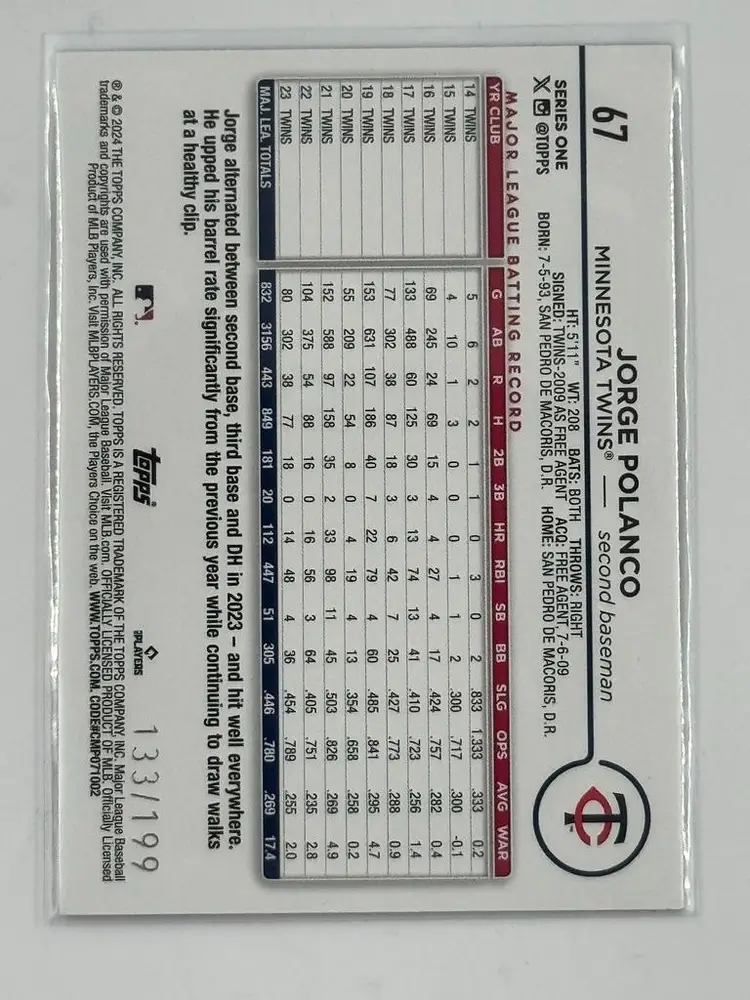 67
JORGE POLANCO
MINNESOTA TWINS® — second baseman
SERIES ONE
@TOPPS
HT: 5'11" WT: 208 BATS: BOTH THROWS: RIGHT
SIGNED: TWINS-2009 AS FREE AGENT ACQ: FREE AGENT, 7-6-09
BORN: 7-5-93, SAN PEDRO DE MACORIS, D.R. HOME: SAN PEDRO DE MACORIS, D.R.
MAJOR LEAGUE BATTING RECORD
YR CLUB G AB R H 2B 3B HR RBI SB BB SLG OPS AVG WAR
14 TWINS 5 6 2 2 1 1 0 3 0 2 .833 1.333 .333 0.2
15 TWINS 4 10 1 3 0 0 0 1 1 2 .300 .717 .300 -0.1
16 TWINS 69 245 24 69 15 4 4 27 4 17 .424 .757 .282 0.4
17 TWINS 133 488 60 125 30 3 13 74 13 41 .410 .723 .256 1.4
18 TWINS 77 302 38 87 18 3 6 42 7 25 .427 .773 .288 0.9
19 TWINS 153 631 107 186 40 7 22 79 4 60 .485 .841 .295 4.7
20 TWINS 55 209 22 54 8 0 4 19 4 13 .354 .658 .258 0.2
21 TWINS 152 588 97 158 35 2 33 98 11 45 .503 .826 .269 4.9
22 TWINS 104 375 54 88 16 0 16 56 3 64 .405 .751 .235 2.8
23 TWINS 80 302 38 77 18 0 14 48 4 36 .454 .789 .255 2.0
MAJ. LEA. TOTALS 832 3156 443 849 181 20 112 447 51 305 .446 .780 .269 17.4
Jorge alternated between second base, third base and DH in 2023 – and hit well everywhere.
He upped his barrel rate significantly from the previous year while continuing to draw walks
at a healthy clip.
topps
PLAYERS
133/199
® & © 2024 THE TOPPS COMPANY, INC. ALL RIGHTS RESERVED. TOPPS IS A REGISTERED TRADEMARK OF THE TOPPS COMPANY, INC. Major League Baseball
trademarks and copyrights are used with permission of Major League Baseball. Visit MLB.com. OFFICIALLY LICENSED PRODUCT OF MLB. Officially Licensed
Product of MLB Players, Inc. Visit MLBPLAYERS.COM, the Players Choice on the web. WWW.TOPPS.COM. CODE#CMP071002